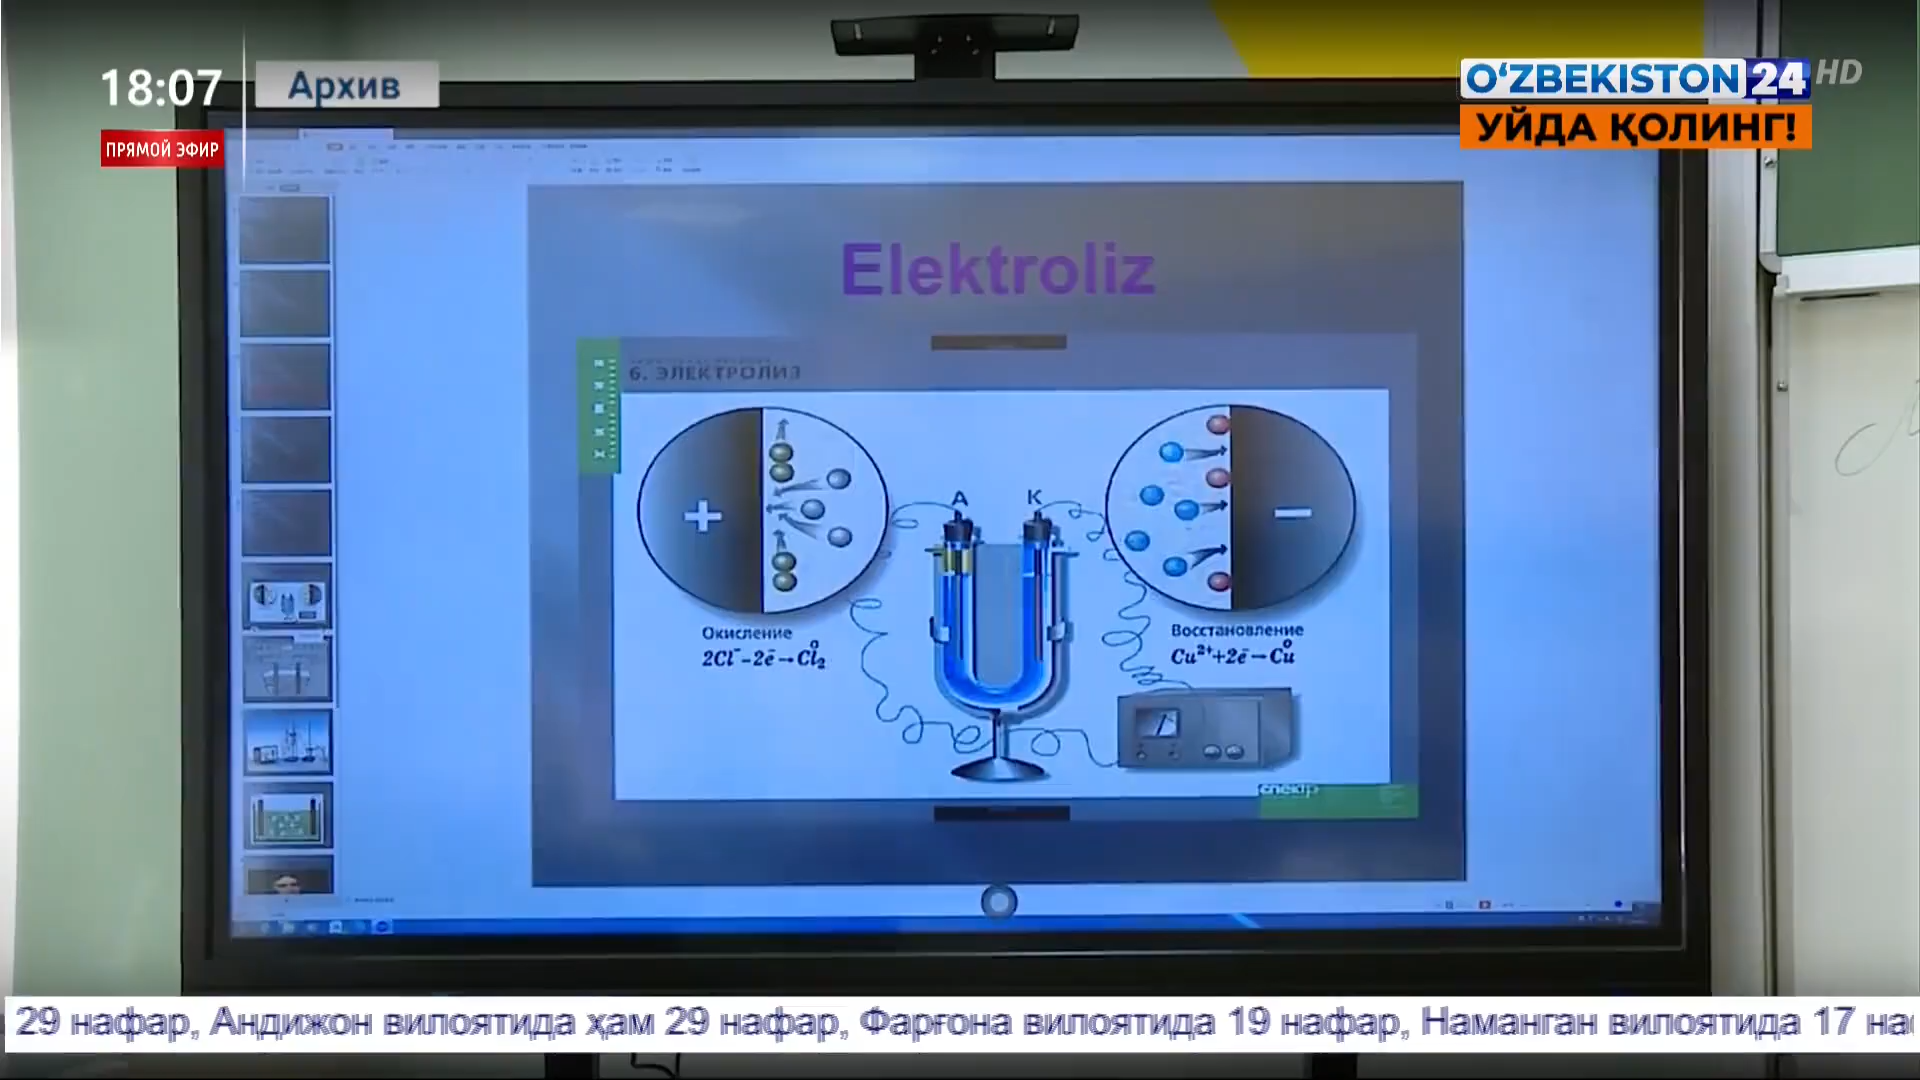 18:07
Архив
ПРЯМОЙ ЭФИР
O‘ZBEKISTON 24 HD
УЙДА ҚОЛИНГ!
Elektroliz
6. ЭЛЕКТРОЛИЗ
+
−
А
К
Окисление
2Cl⁻−2ē→Cl₂⁰
Восстановление
Cu²⁺+2ē→Cu⁰
спектр
29 нафар, Андижон вилоятида ҳам 29 нафар, Фарғона вилоятида 19 нафар, Наманган вилоятида 17